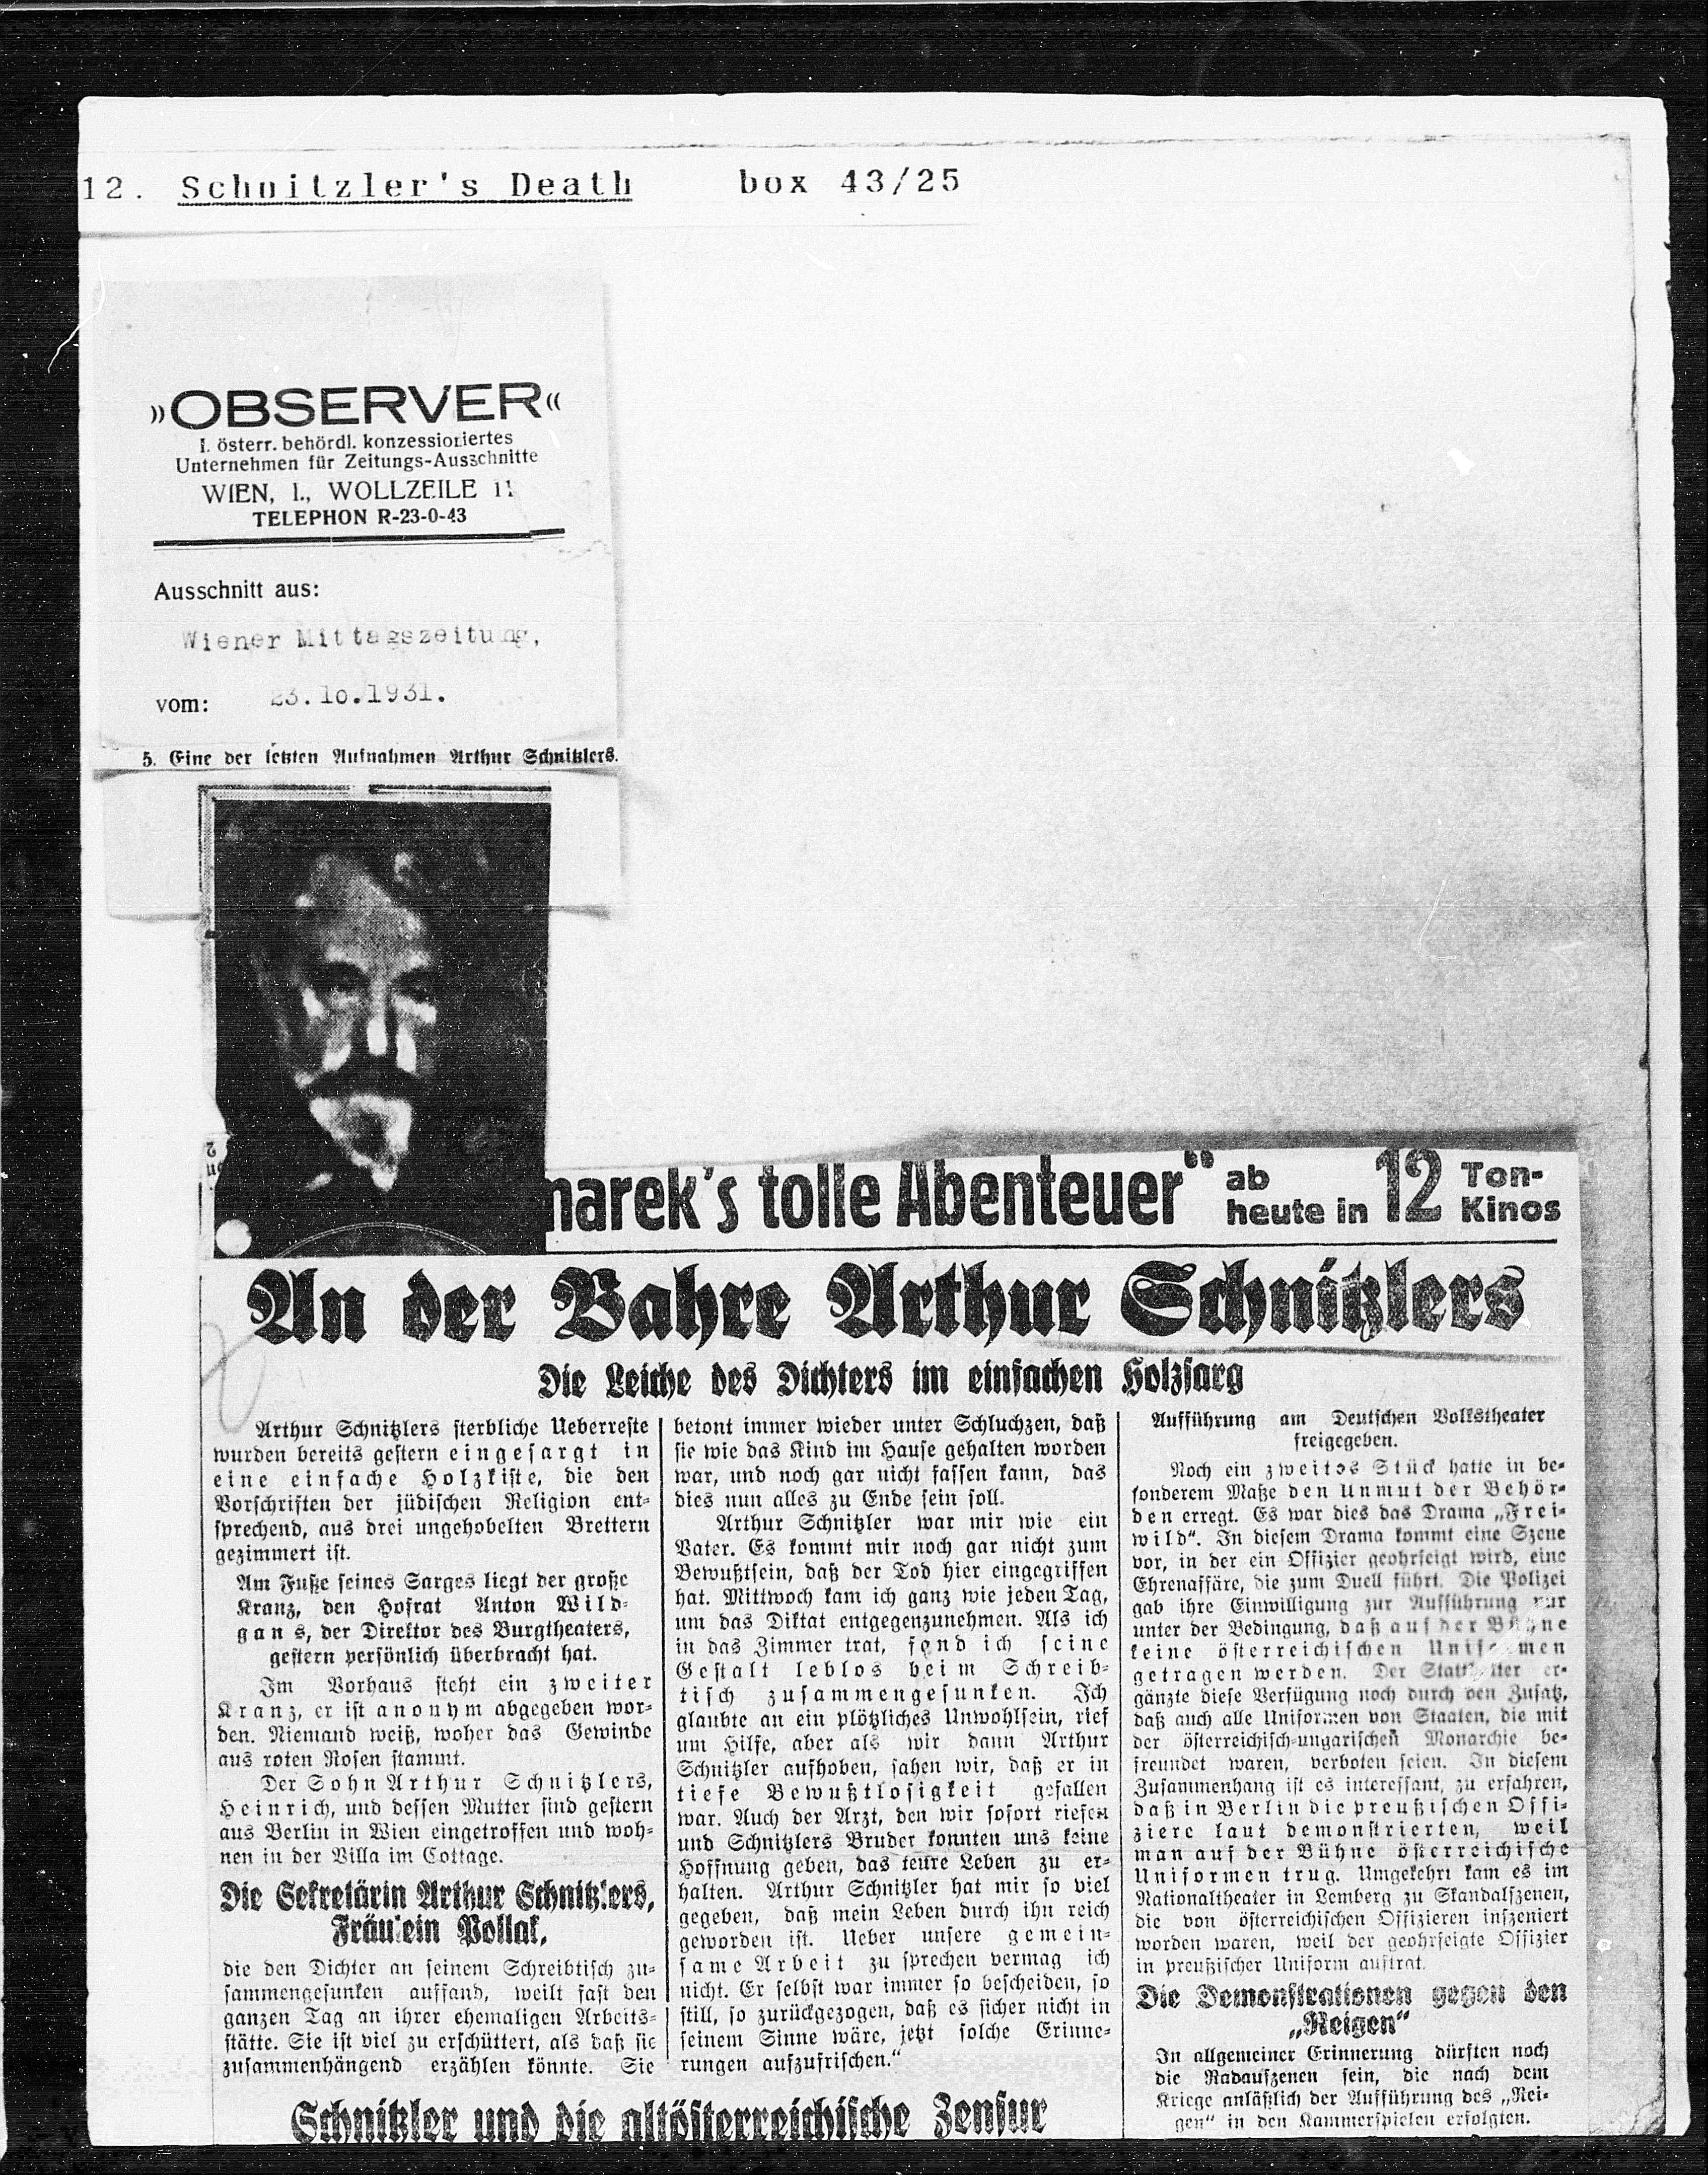 12. Schnitzler's Death box 43/25
»OBSERVER«
I. österr. behördl. konzessioniertes
Unternehmen für Zeitungs-Ausschnitte
WIEN, I., WOLLZEILE 11
TELEPHON R-23-0-43
Ausschnitt aus:
Wiener Mittagszeitung,
vom: 23.10.1931.
5. Eine der letzten Aufnahmen Arthur Schnitzlers.
narek's tolle Abenteuer" ab heute in 12 Ton-Kinos
An der Bahre Arthur Schnitzlers
Die Leiche des Dichters im einfachen Holzsarg
Arthur Schnitzlers sterbliche Ueberreste
wurden bereits gestern eingesargt in
eine einfache Holzkiste, die den
Vorschriften der jüdischen Religion ent-
sprechend, aus drei ungehobelten Brettern
gezimmert ist.
Am Fuße seines Sarges liegt der große
Kranz, den Hofrat Anton Wild-
gans, der Direktor des Burgtheaters,
gestern persönlich überbracht hat.
Im Vorhaus steht ein zweiter
Kranz, er ist anonym abgegeben wor-
den. Niemand weiß, woher das Gewinde
aus roten Rosen stammt.
Der Sohn Arthur Schnitzlers,
Heinrich, und dessen Mutter sind gestern
aus Berlin in Wien eingetroffen und woh-
nen in der Villa im Cottage.
Die Sekretärin Arthur Schnitzlers,
Fräulein Pollak,
die den Dichter an seinem Schreibtisch zu-
sammengesunken auffand, weilt fast den
ganzen Tag an ihrer ehemaligen Arbeits-
stätte. Sie ist viel zu erschüttert, als daß sie
zusammenhängend erzählen könnte. Sie
betont immer wieder unter Schluchzen, daß
sie wie das Kind im Hause gehalten worden
war, und noch gar nicht fassen kann, das
dies nun alles zu Ende sein soll.
Arthur Schnitzler war mir wie ein
Vater. Es kommt mir noch gar nicht zum
Bewußtsein, daß der Tod hier eingegriffen
hat. Mittwoch kam ich ganz wie jeden Tag,
um das Diktat entgegenzunehmen. Als ich
in das Zimmer trat, fand ich seine
Gestalt leblos beim Schreib-
tisch zusammengesunken. Ich
glaubte an ein plötzliches Unwohlsein, rief
um Hilfe, aber als wir dann Arthur
Schnitzler aufhoben, sahen wir, daß er in
tiefe Bewußtlosigkeit gefallen
war. Auch der Arzt, den wir sofort riefen
und Schnitzlers Bruder konnten uns keine
Hoffnung geben, das teure Leben zu er-
halten. Arthur Schnitzler hat mir so viel
gegeben, daß mein Leben durch ihn reich
geworden ist. Ueber unsere gemein-
same Arbeit zu sprechen vermag ich
nicht. Er selbst war immer so bescheiden, so
still, so zurückgezogen, daß es sicher nicht in
seinem Sinne wäre, jetzt solche Erinne-
rungen aufzufrischen."
Schnitzler und die altösterreichische Zensur
Aufführung am Deutschen Volkstheater
freigegeben.
Noch ein zweites Stück hatte in be-
sonderem Maße den Unmut der Behör-
den erregt. Es war dies das Drama „Frei-
wild". In diesem Drama kommt eine Szene
vor, in der ein Offizier geohrfeigt wird, eine
Ehrenaffäre, die zum Duell führt. Die Polizei
gab ihre Einwilligung zur Aufführung nur
unter der Bedingung, daß auf der Bühne
keine österreichischen Uniformen
getragen werden. Der Statthalter er-
gänzte diese Verfügung noch durch den Zusatz,
daß auch alle Uniformen von Staaten, die mit
der österreichisch-ungarischen Monarchie be-
freundet waren, verboten seien. In diesem
Zusammenhang ist es interessant, zu erfahren,
daß in Berlin die preußischen Offi-
ziere laut demonstrierten, weil
man auf der Bühne österreichische
Uniformen trug. Umgekehrt kam es im
Nationaltheater in Lemberg zu Skandalszenen,
die von österreichischen Offizieren inszeniert
worden waren, weil der geohrfeigte Offizier
in preußischer Uniform auftrat.
Die Demonstrationen gegen den
„Reigen"
In allgemeiner Erinnerung dürften noch
die Radauszenen sein, die nach dem
Kriege anläßlich der Aufführung des „Rei-
gen" in den Kammerspielen erfolgten.